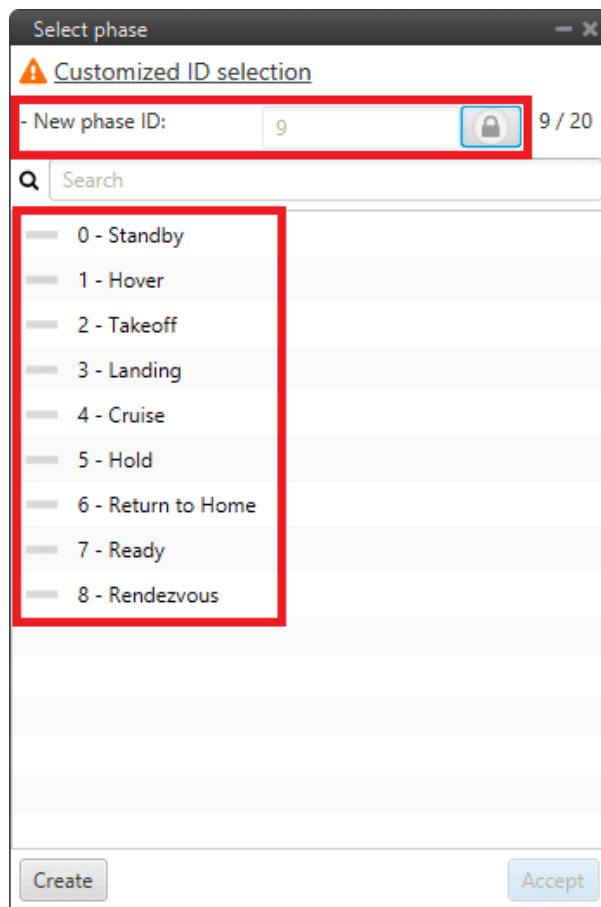 Select phase
Customized ID selection
- New phase ID: 9 9 / 20
Search
0 - Standby
1 - Hover
2 - Takeoff
3 - Landing
4 - Cruise
5 - Hold
6 - Return to Home
7 - Ready
8 - Rendezvous
Create Accept